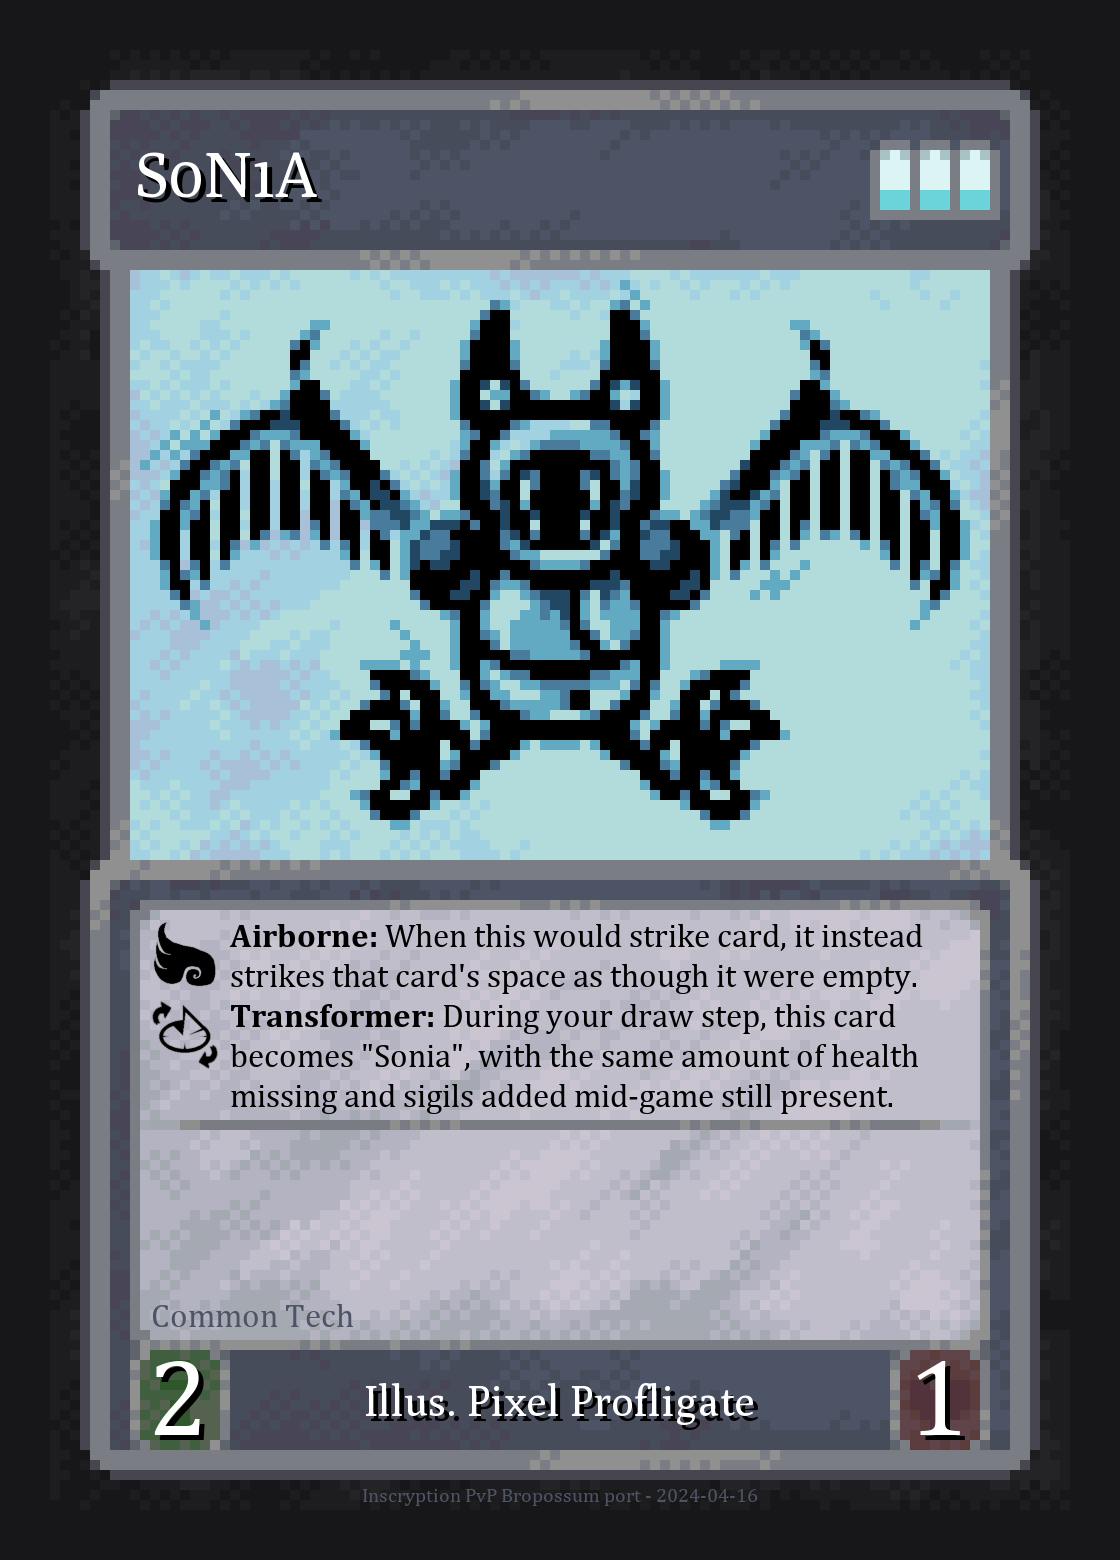 SoNıA
Airborne: When this would strike card, it instead
strikes that card's space as though it were empty.
Transformer: During your draw step, this card
becomes "Sonia", with the same amount of health
missing and sigils added mid-game still present.
Common Tech
2
Illus. Pixel Profligate
1
Inscryption PvP Bropossum port - 2024-04-16